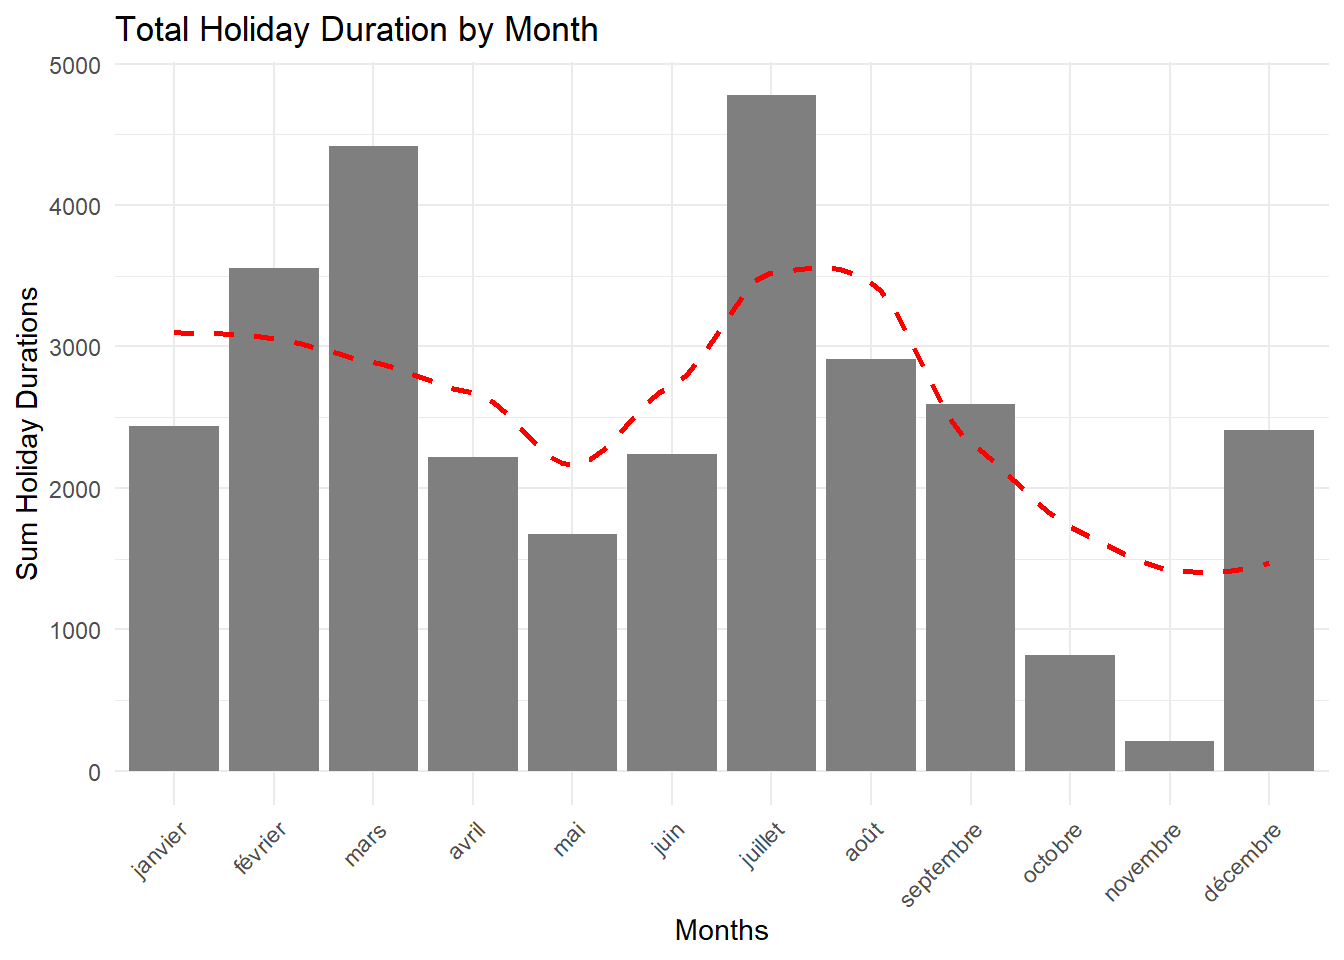 Total Holiday Duration by Month
Sum Holiday Durations
5000
4000
3000
2000
1000
0
janvier
février
mars
avril
mai
juin
juillet
août
septembre
octobre
novembre
décembre
Months